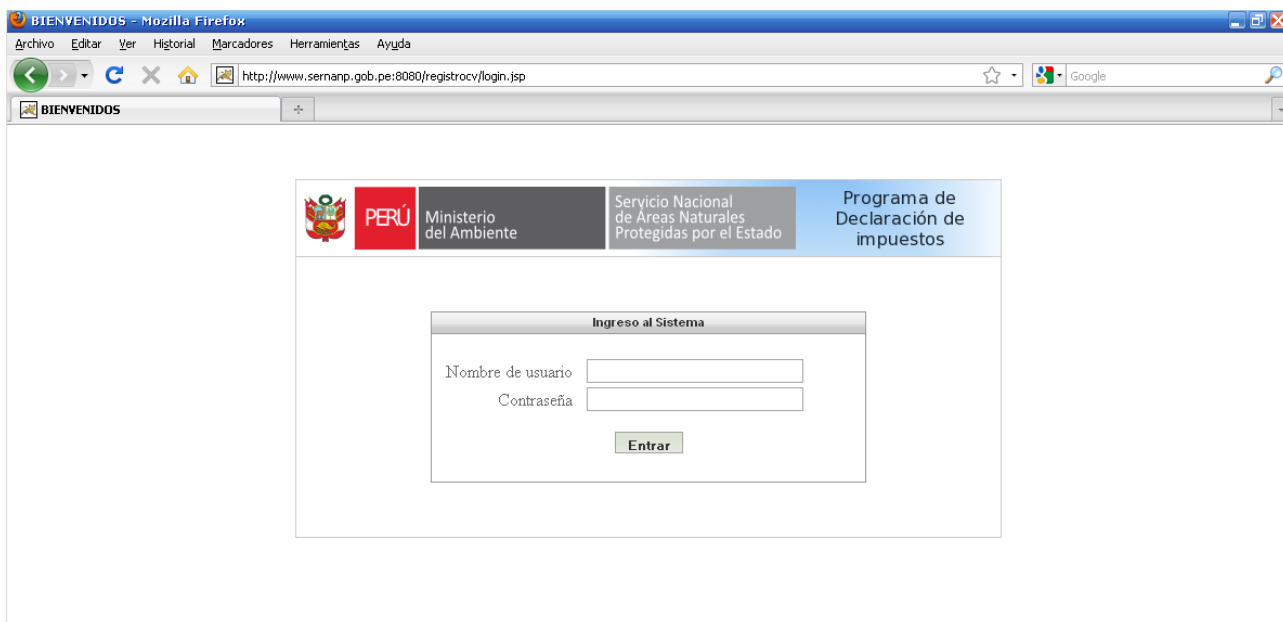 BIENVENIDOS - Mozilla Firefox
Archivo Editar Ver Historial Marcadores Herramientas Ayuda
http://www.sernanp.gob.pe:8080/registrocv/login.jsp
Google
BIENVENIDOS
PERÚ
Ministerio
del Ambiente
Servicio Nacional
de Áreas Naturales
Protegidas por el Estado
Programa de
Declaración de
impuestos
Ingreso al Sistema
Nombre de usuario
Contraseña
Entrar